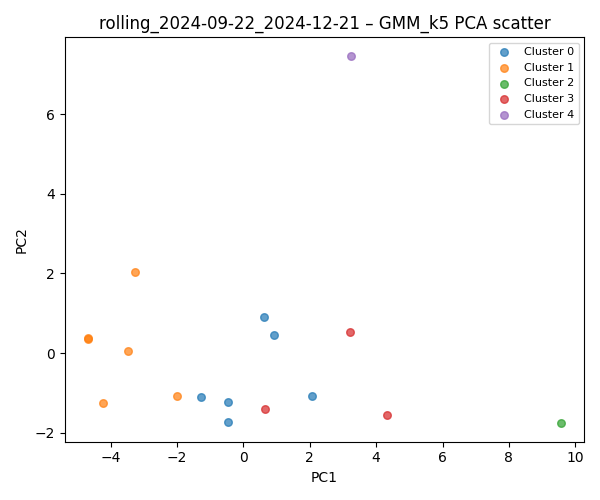 rolling_2024-09-22_2024-12-21 – GMM_k5 PCA scatter
Cluster 0
Cluster 1
Cluster 2
Cluster 3
Cluster 4
PC2
6
4
2
0
−2
−4
−2
0
2
4
6
8
10
PC1